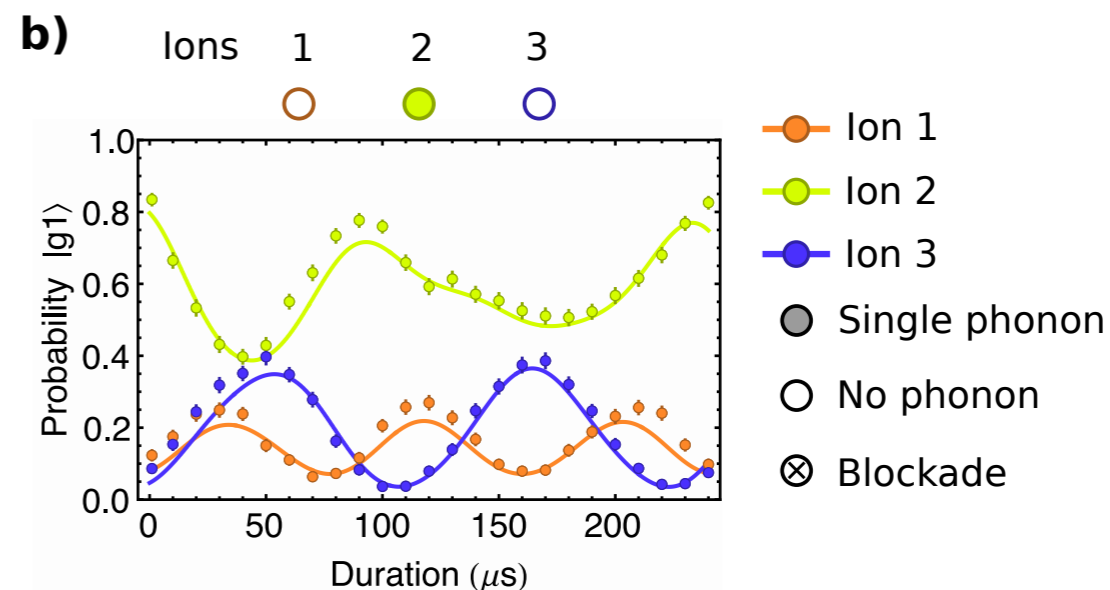 b)
Ions 1 2 3
1.0
0.8
0.6
0.4
0.2
0.0
Probability |g1⟩
0 50 100 150 200
Duration (μs)
Ion 1
Ion 2
Ion 3
Single phonon
No phonon
Blockade